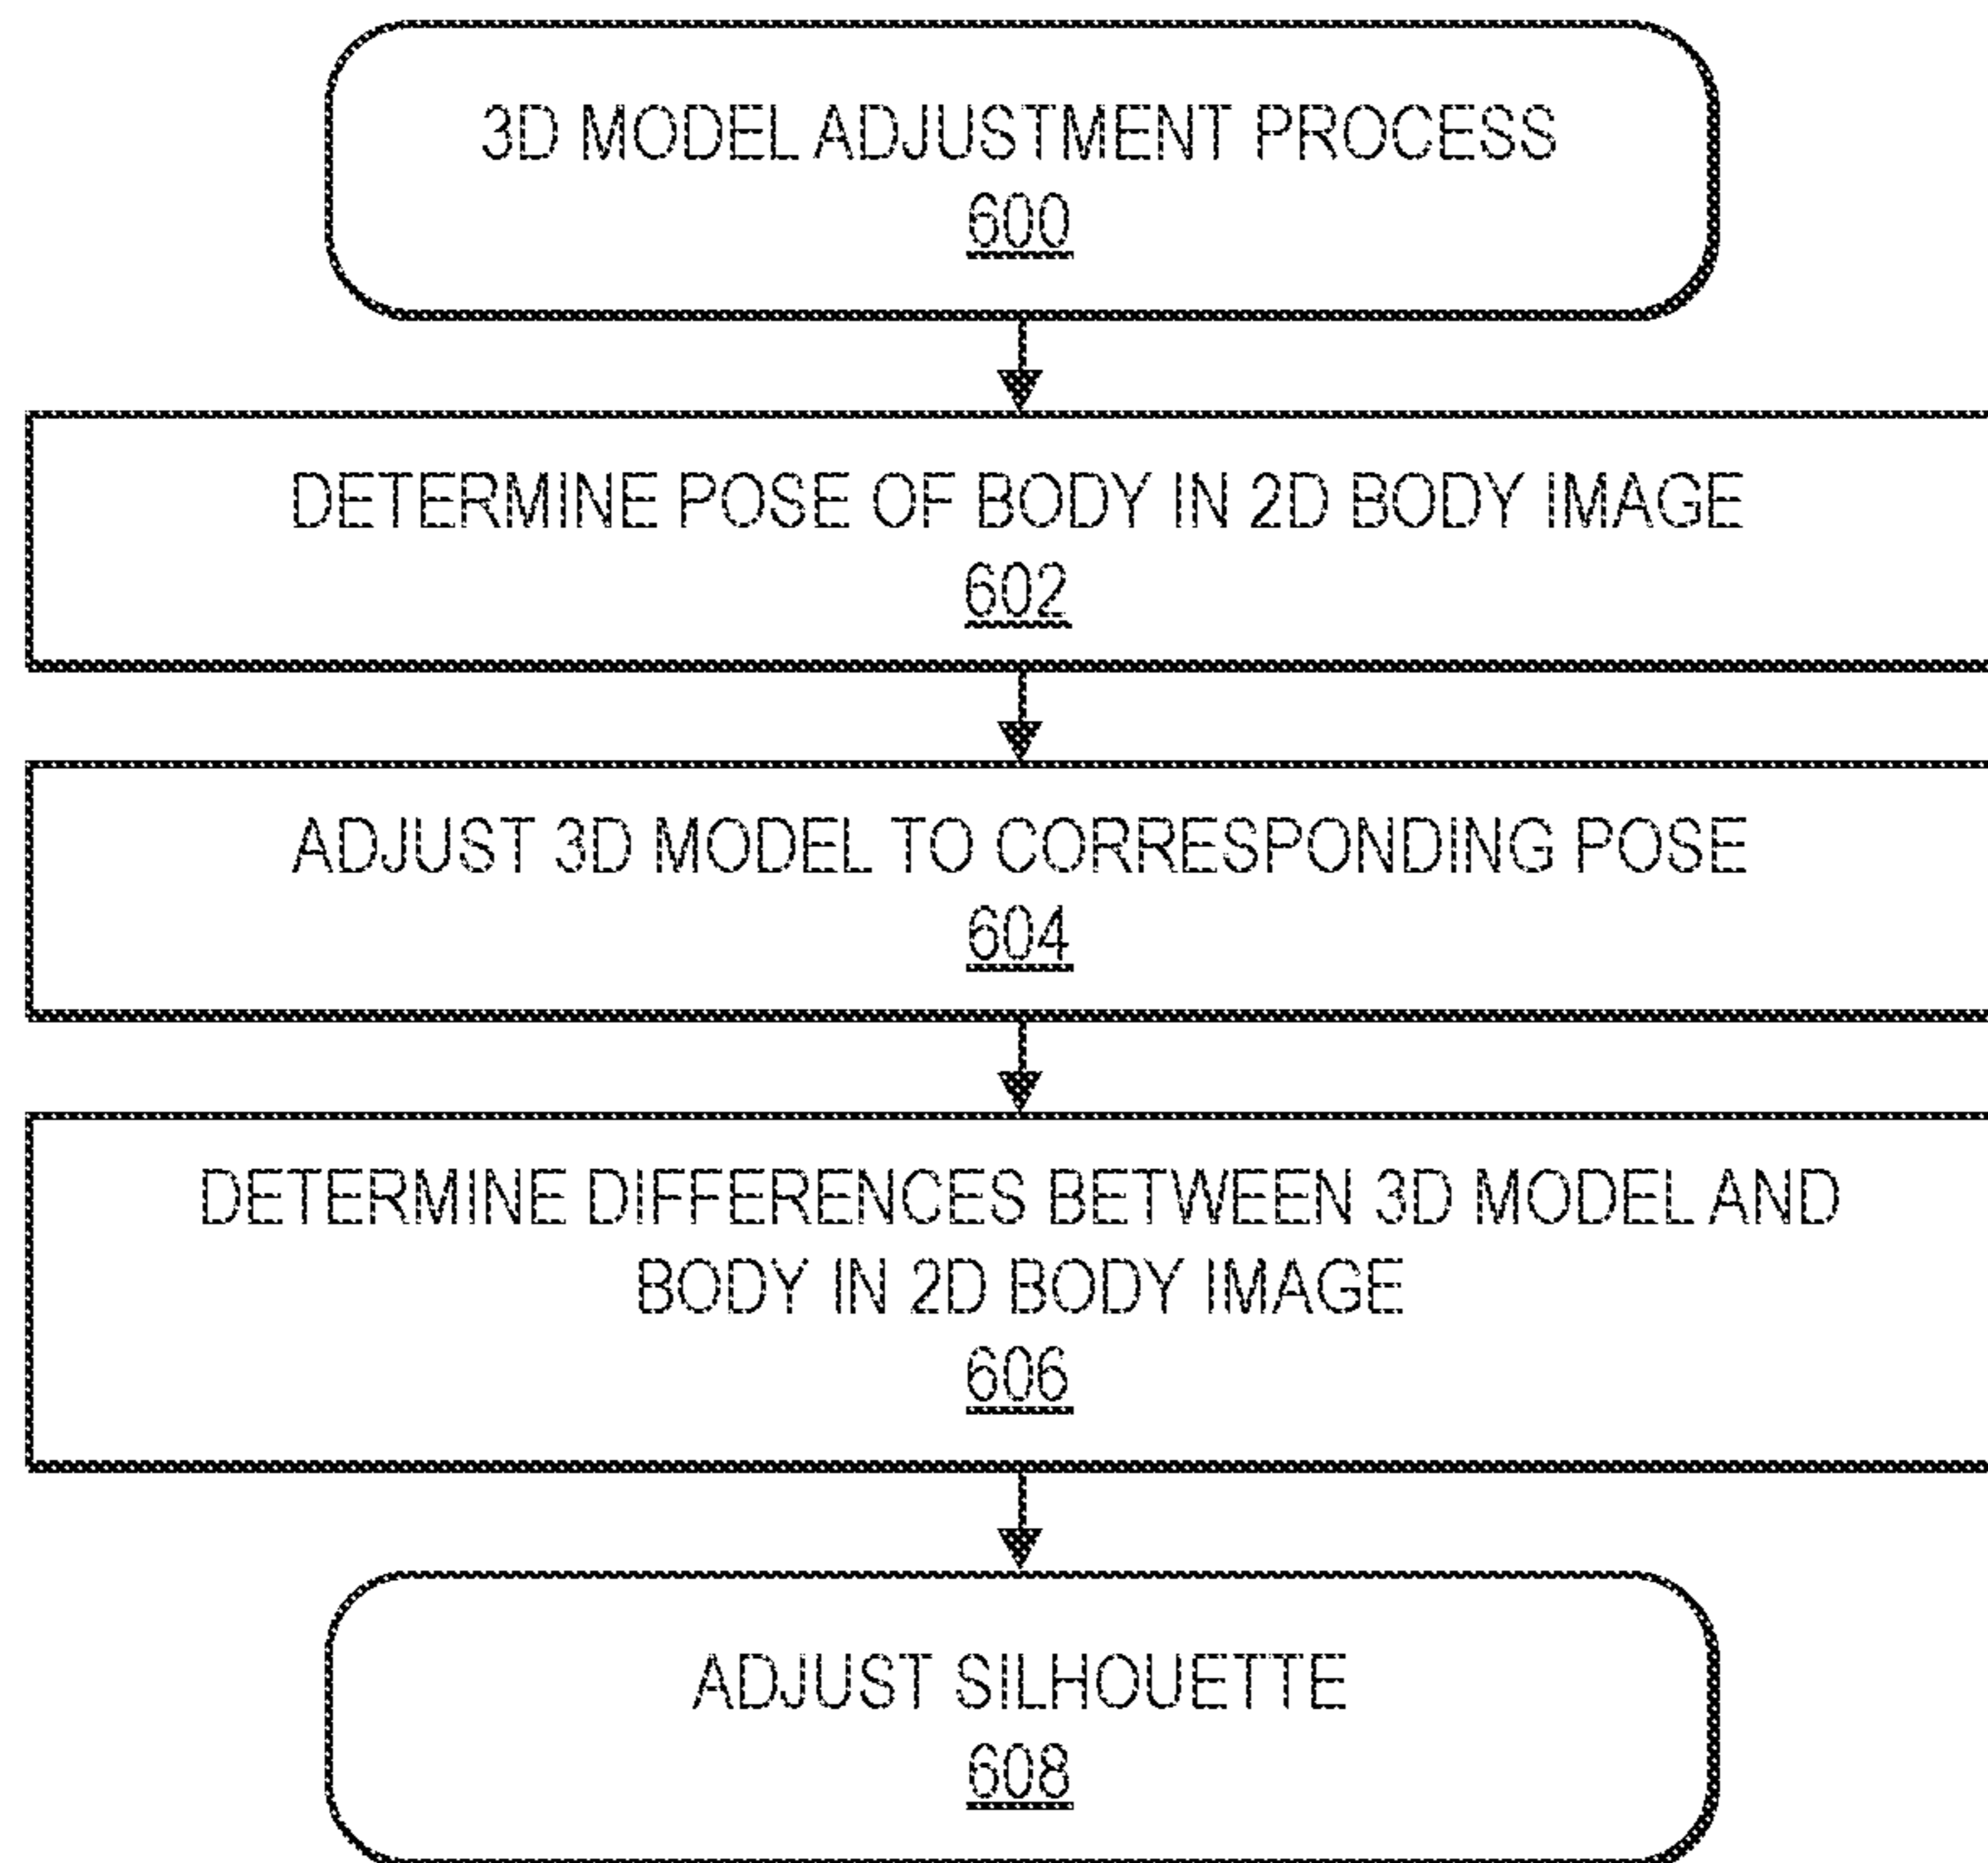 3D MODEL ADJUSTMENT PROCESS
600
DETERMINE POSE OF BODY IN 2D BODY IMAGE
602
ADJUST 3D MODEL TO CORRESPONDING POSE
604
DETERMINE DIFFERENCES BETWEEN 3D MODEL AND
BODY IN 2D BODY IMAGE
606
ADJUST SILHOUETTE
608